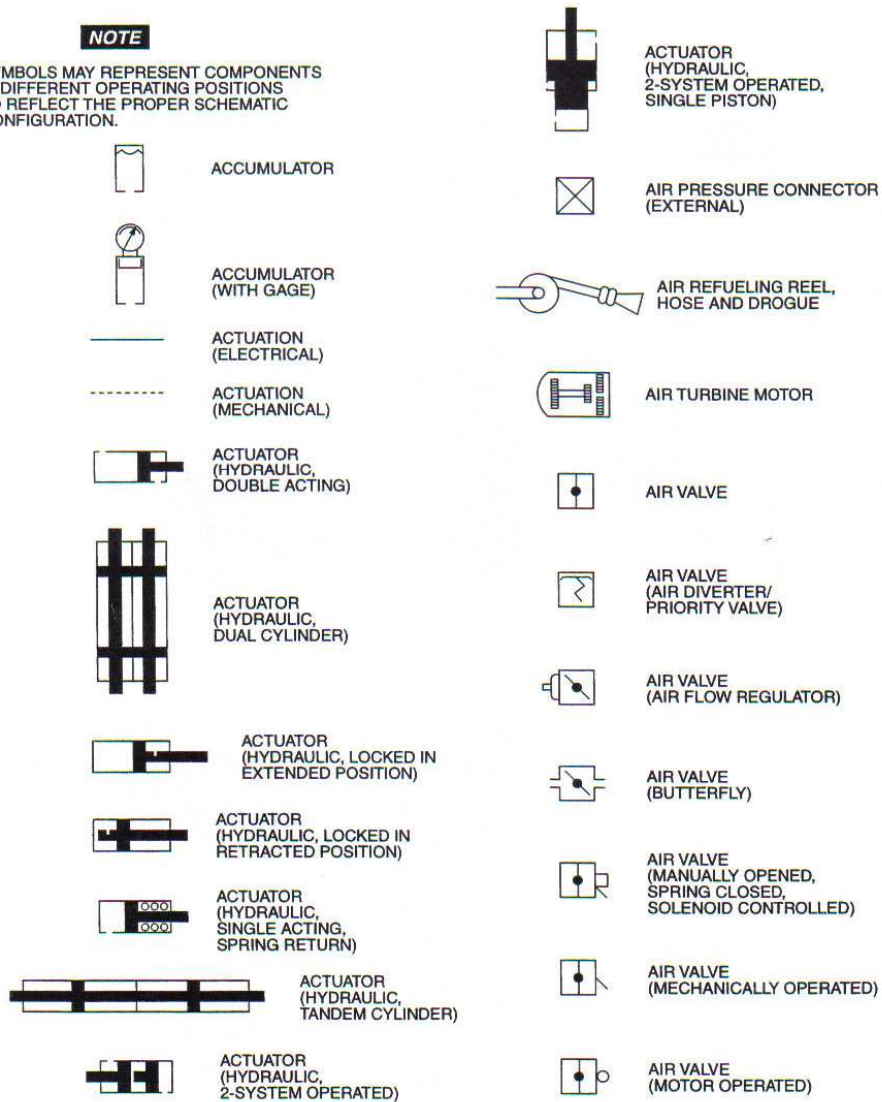 NOTE
YMBOLS MAY REPRESENT COMPONENTS
DIFFERENT OPERATING POSITIONS
O REFLECT THE PROPER SCHEMATIC
ONFIGURATION.
ACCUMULATOR
ACCUMULATOR
(WITH GAGE)
ACTUATION
(ELECTRICAL)
ACTUATION
(MECHANICAL)
ACTUATOR
(HYDRAULIC,
DOUBLE ACTING)
ACTUATOR
(HYDRAULIC,
DUAL CYLINDER)
ACTUATOR
(HYDRAULIC, LOCKED IN
EXTENDED POSITION)
ACTUATOR
(HYDRAULIC, LOCKED IN
RETRACTED POSITION)
ACTUATOR
(HYDRAULIC,
SINGLE ACTING,
SPRING RETURN)
ACTUATOR
(HYDRAULIC,
TANDEM CYLINDER)
ACTUATOR
(HYDRAULIC,
2-SYSTEM OPERATED)
ACTUATOR
(HYDRAULIC,
2-SYSTEM OPERATED,
SINGLE PISTON)
AIR PRESSURE CONNECTOR
(EXTERNAL)
AIR REFUELING REEL,
HOSE AND DROGUE
AIR TURBINE MOTOR
AIR VALVE
AIR VALVE
(AIR DIVERTER/
PRIORITY VALVE)
AIR VALVE
(AIR FLOW REGULATOR)
AIR VALVE
(BUTTERFLY)
AIR VALVE
(MANUALLY OPENED,
SPRING CLOSED,
SOLENOID CONTROLLED)
AIR VALVE
(MECHANICALLY OPERATED)
AIR VALVE
(MOTOR OPERATED)